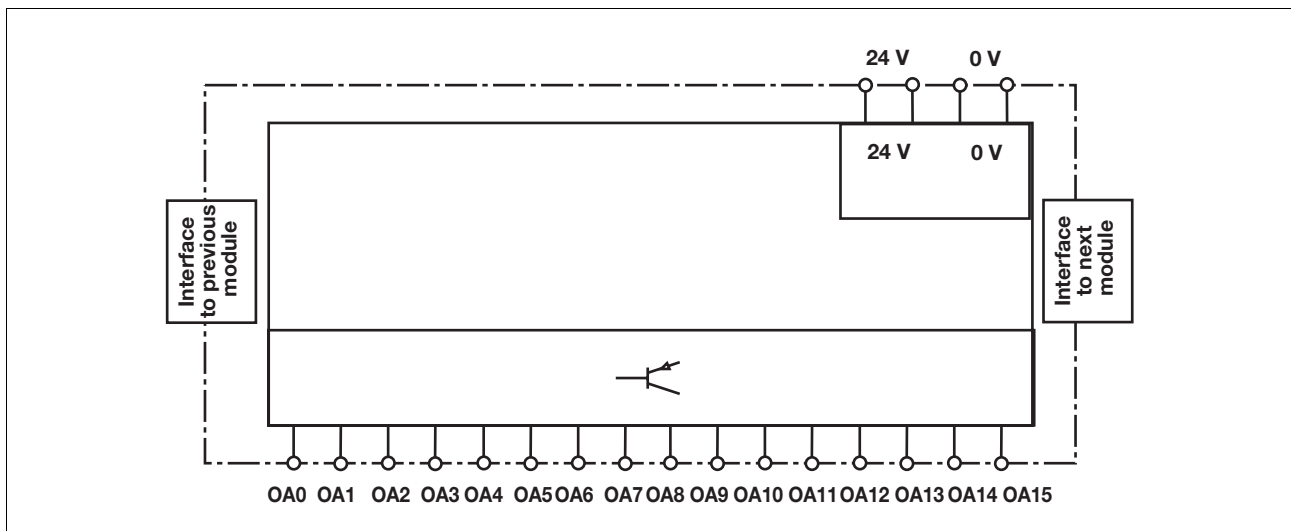 24 V 0 V
24 V 0 V
Interface
to previous
module
Interface
to next
module
OA0 OA1 OA2 OA3 OA4 OA5 OA6 OA7 OA8 OA9 OA10 OA11 OA12 OA13 OA14 OA15